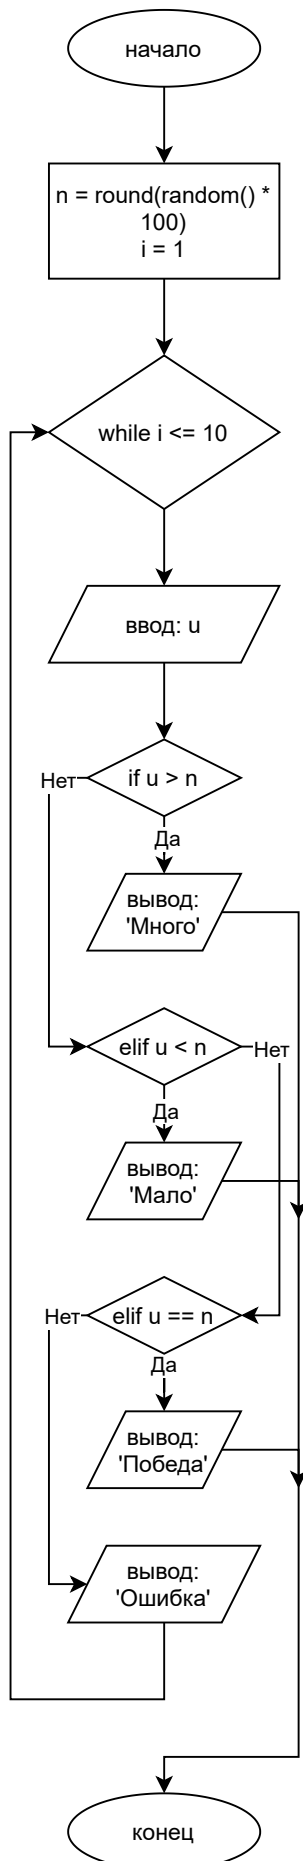 начало
n = round(random() *
100)
i = 1
while i <= 10
ввод: u
if u > n
Нет
Да
вывод:
'Много'
elif u < n
Нет
Да
вывод:
'Мало'
Нет
elif u == n
Да
вывод:
'Победа'
вывод:
'Ошибка'
конец